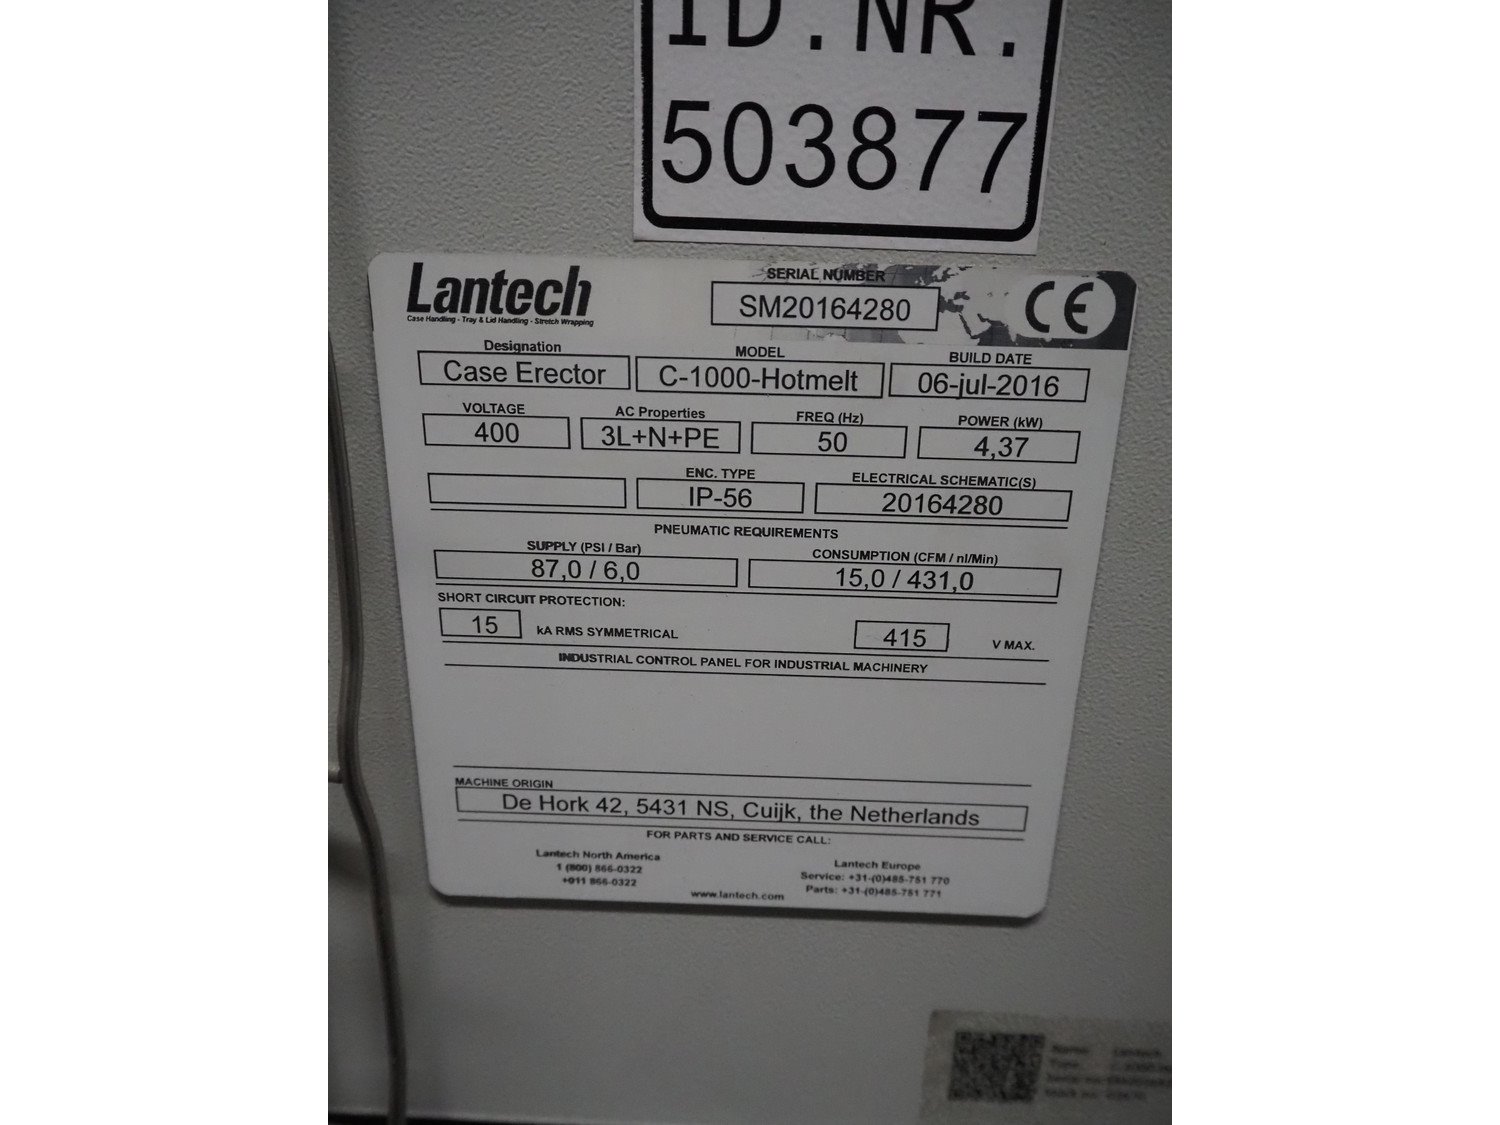 ID.NR.
503877
Lantech
Case Handling - Tray & Lid Handling - Stretch Wrapping
SERIAL NUMBER
SM20164280
CE
Designation MODEL BUILD DATE
Case Erector C-1000-Hotmelt 06-jul-2016
VOLTAGE AC Properties FREQ (Hz) POWER (kW)
400 3L+N+PE 50 4,37
ENC. TYPE ELECTRICAL SCHEMATIC(S)
IP-56 20164280
PNEUMATIC REQUIREMENTS
SUPPLY (PSI / Bar) CONSUMPTION (CFM / nl/Min)
87,0 / 6,0 15,0 / 431,0
SHORT CIRCUIT PROTECTION:
15 kA RMS SYMMETRICAL 415 V MAX.
INDUSTRIAL CONTROL PANEL FOR INDUSTRIAL MACHINERY
MACHINE ORIGIN
De Hork 42, 5431 NS, Cuijk, the Netherlands
FOR PARTS AND SERVICE CALL:
Lantech North America
1 (800) 866-0322
+011 866-0322
www.lantech.com
Lantech Europe
Service: +31-(0)485-751 770
Parts: +31-(0)485-751 771
Name: Lantech